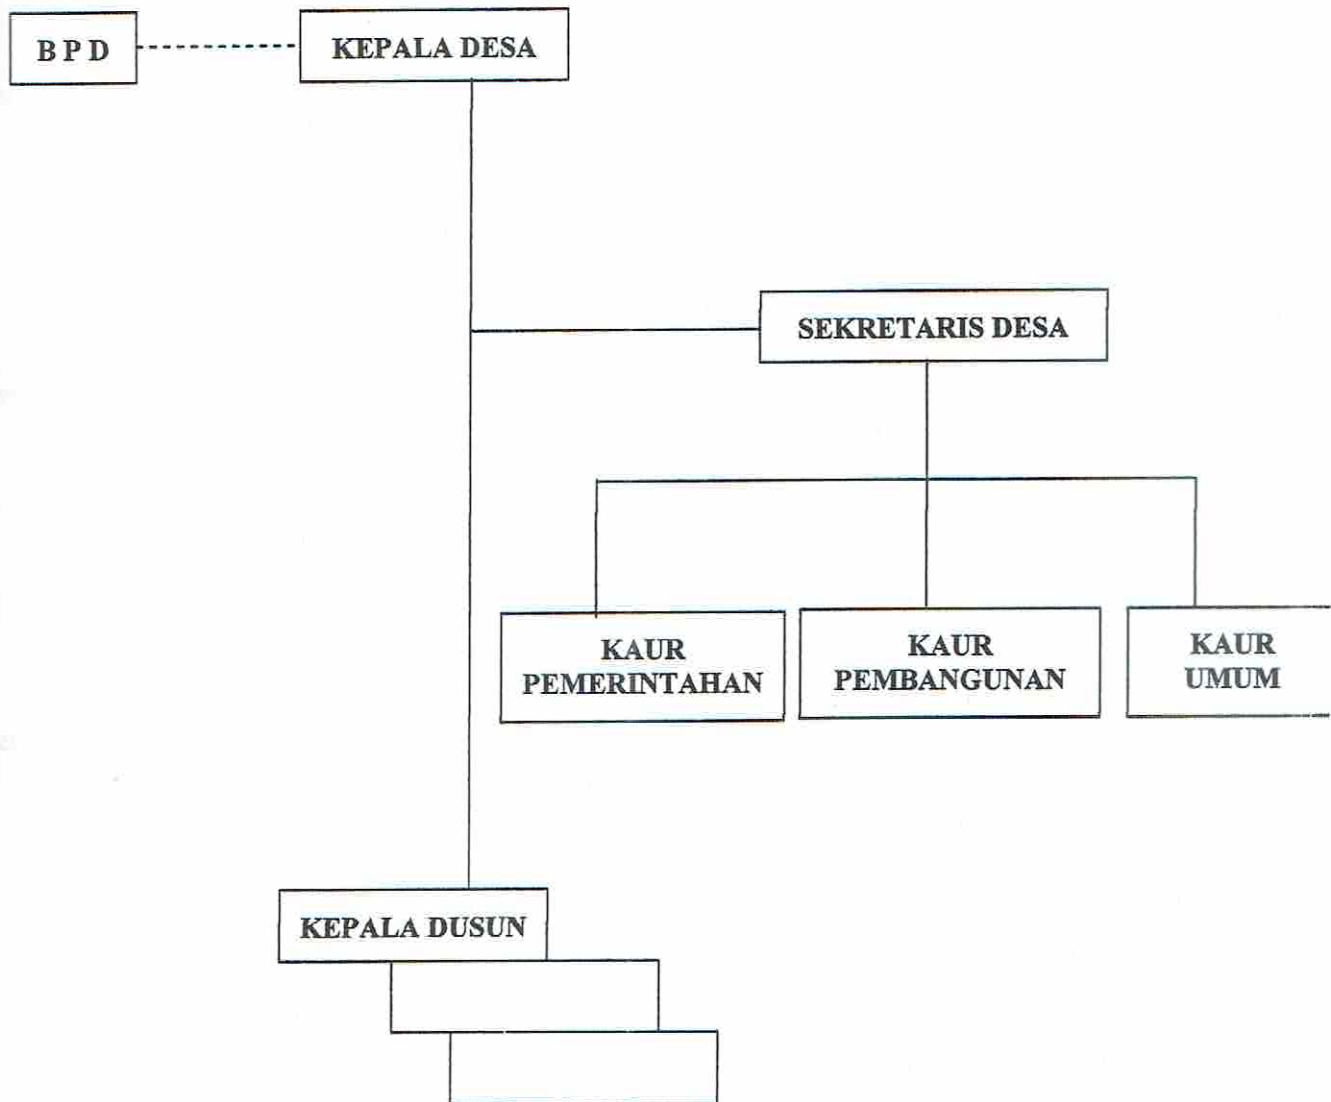 B P D
KEPALA DESA
SEKRETARIS DESA
KAUR
PEMERINTAHAN
KAUR
PEMBANGUNAN
KAUR
UMUM
KEPALA DUSUN